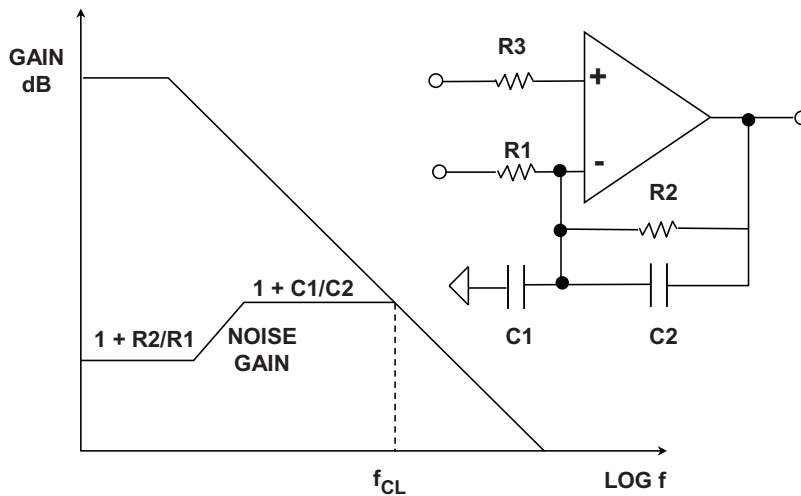 GAIN
dB
R3
+
R1
-
R2
1 + C1/C2
1 + R2/R1
NOISE
GAIN
C1
C2
fCL
LOG f